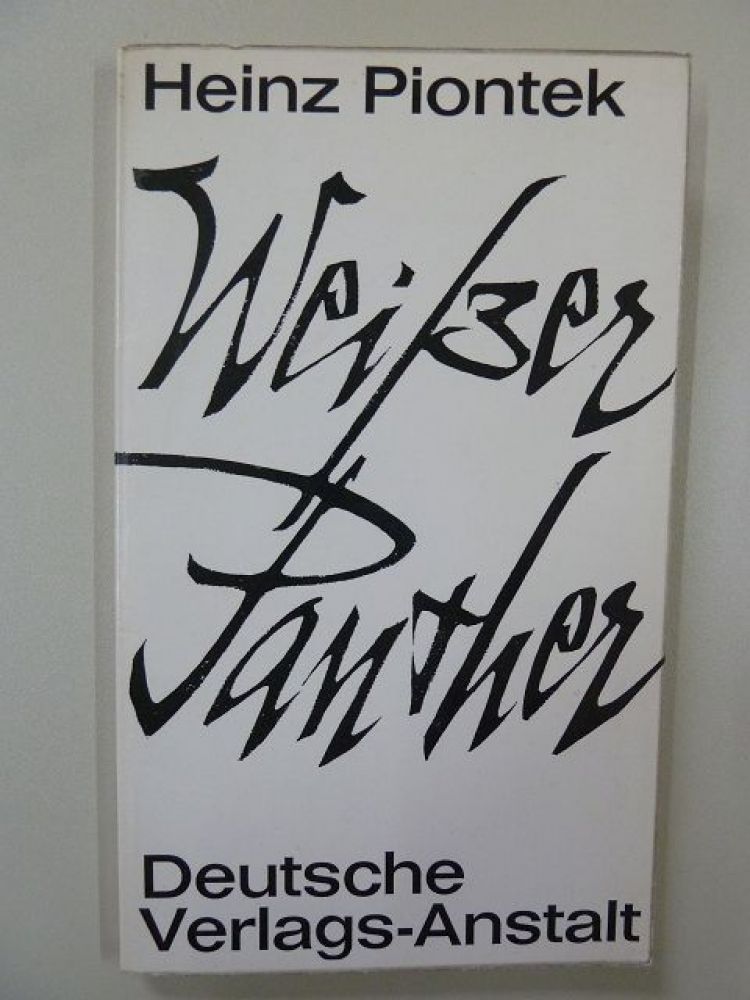 Heinz Piontek
Weißer
Panther
Deutsche
Verlags-Anstalt